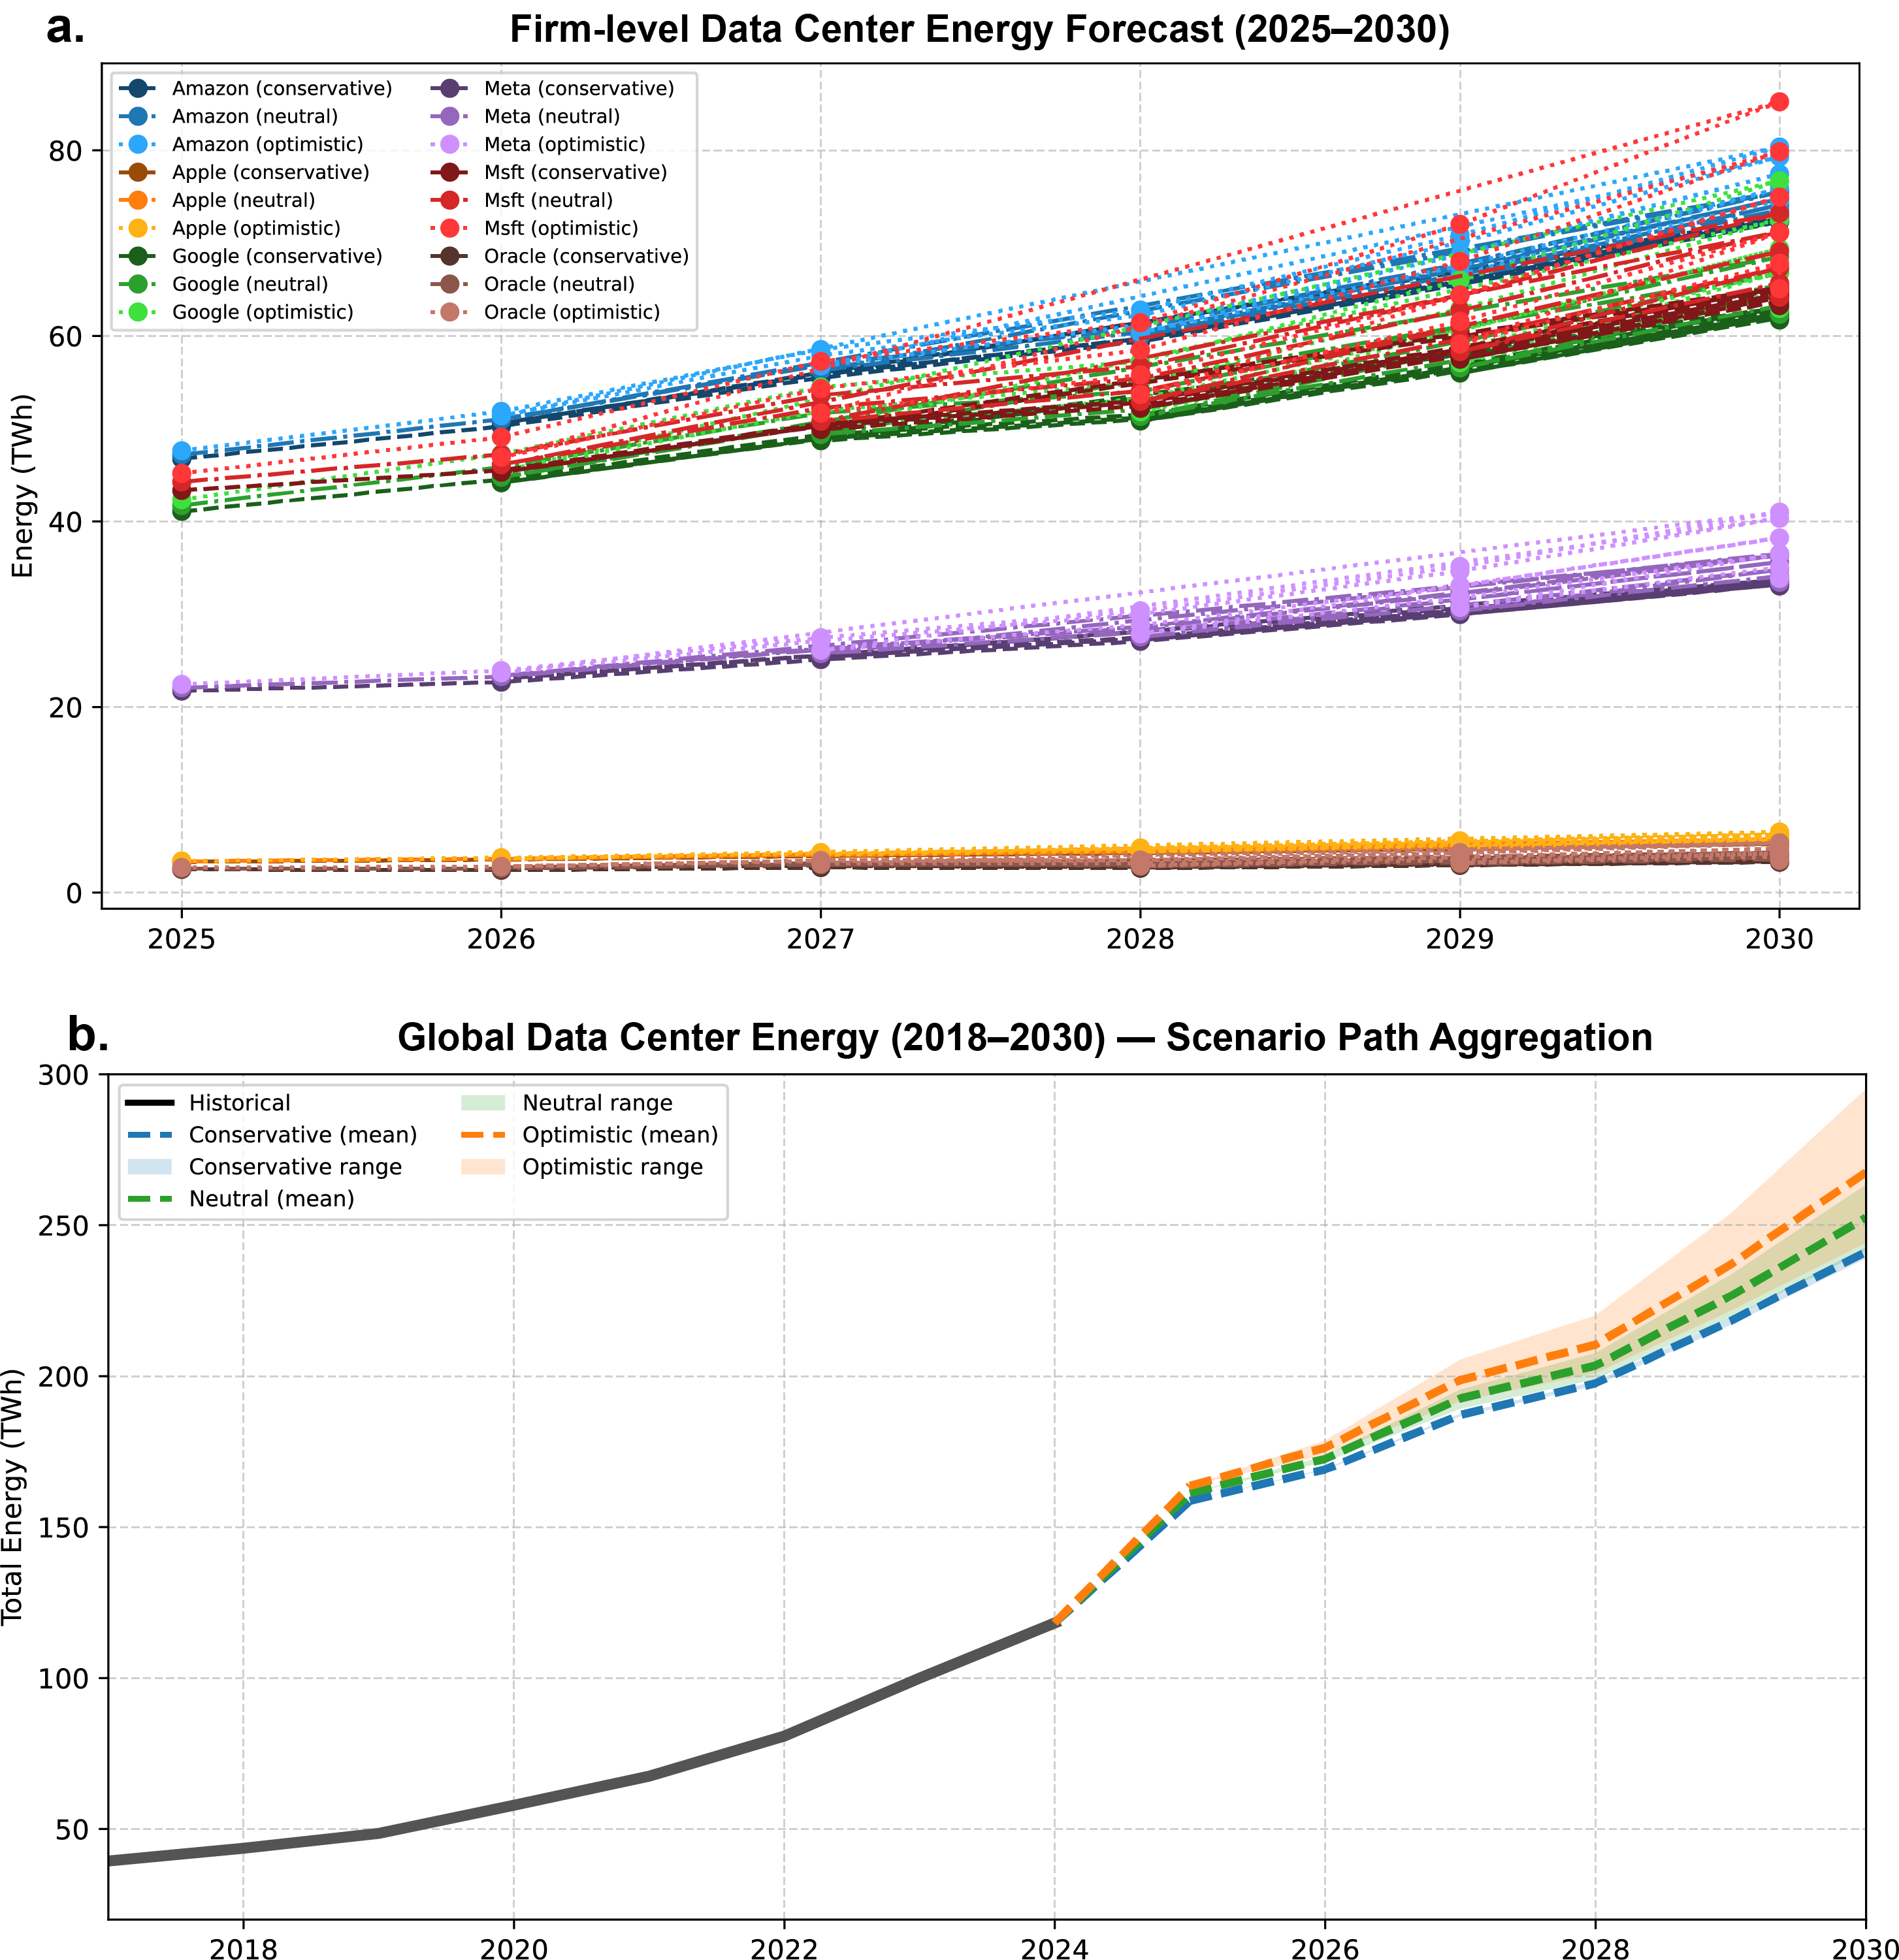 a.
Firm-level Data Center Energy Forecast (2025–2030)
Amazon (conservative)
Amazon (neutral)
Amazon (optimistic)
Apple (conservative)
Apple (neutral)
Apple (optimistic)
Google (conservative)
Google (neutral)
Google (optimistic)
Meta (conservative)
Meta (neutral)
Meta (optimistic)
Msft (conservative)
Msft (neutral)
Msft (optimistic)
Oracle (conservative)
Oracle (neutral)
Oracle (optimistic)
Energy (TWh)
80
60
40
20
0
2025 2026 2027 2028 2029 2030
b.
Global Data Center Energy (2018–2030) — Scenario Path Aggregation
Historical
Conservative (mean)
Conservative range
Neutral (mean)
Neutral range
Optimistic (mean)
Optimistic range
Total Energy (TWh)
300
250
200
150
100
50
2018 2020 2022 2024 2026 2028 2030